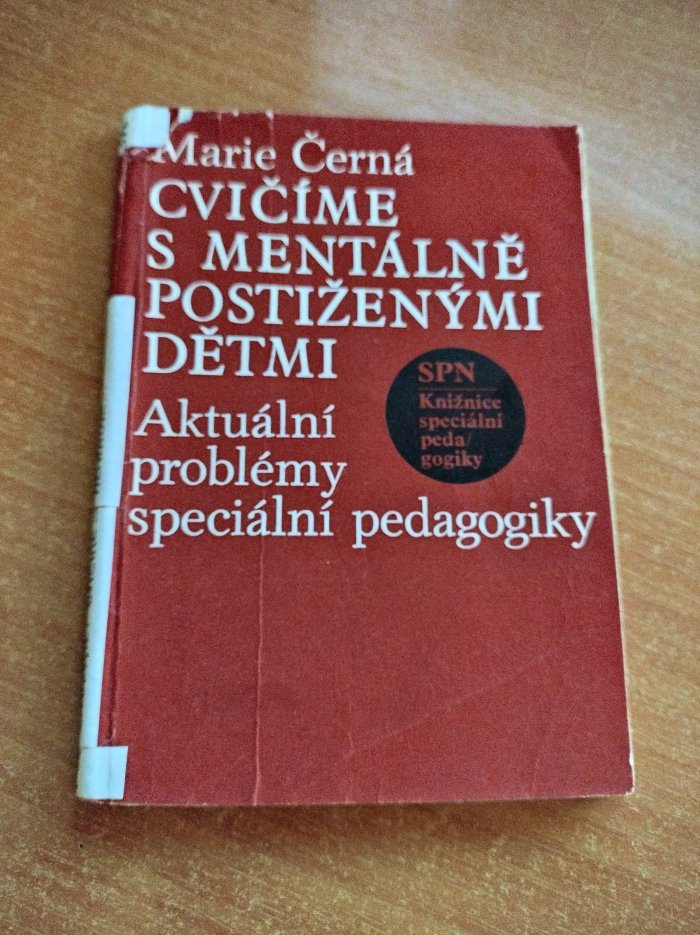 Marie Černá
CVIČÍME
S MENTÁLNĚ
POSTIŽENÝMI
DĚTMI
Aktuální
problémy
speciální pedagogiky
SPN
Knižnice
speciální
peda/
gogiky